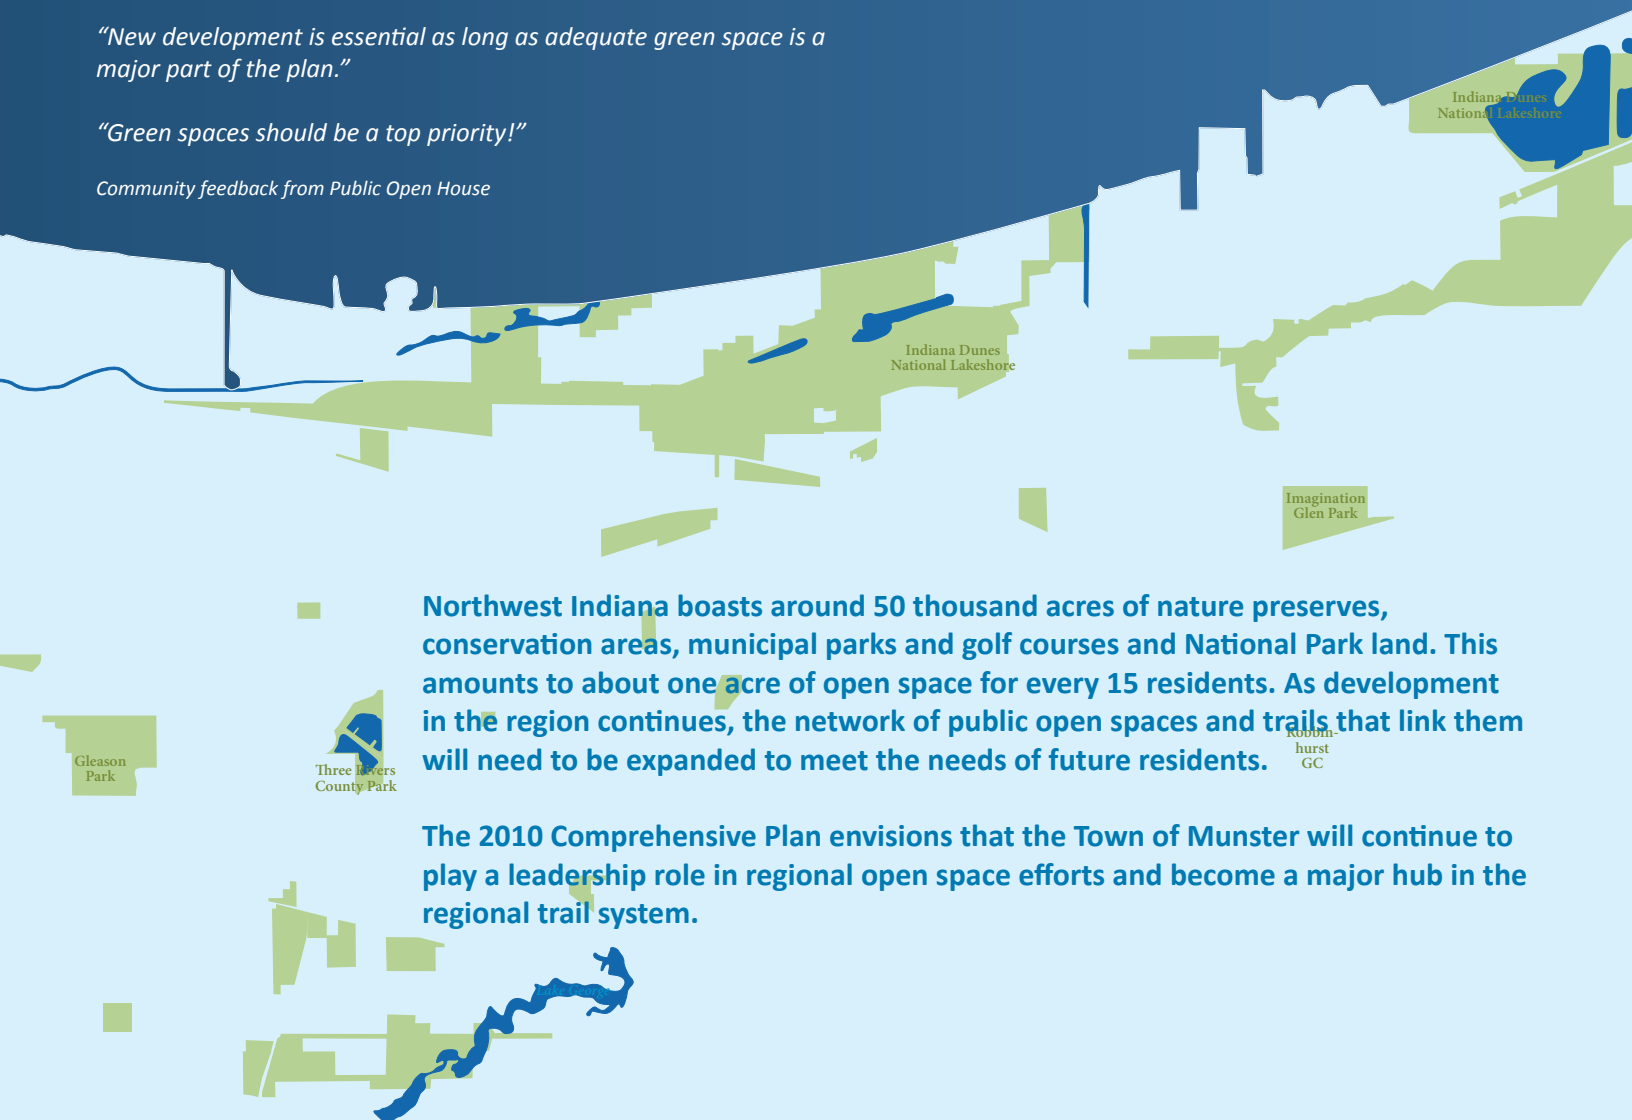 “New development is essential as long as adequate green space is a
major part of the plan.”
“Green spaces should be a top priority!”
Community feedback from Public Open House
Indiana Dunes
National Lakeshore
Indiana Dunes
National Lakeshore
Imagination
Glen Park
Northwest Indiana boasts around 50 thousand acres of nature preserves,
conservation areas, municipal parks and golf courses and National Park land. This
amounts to about one acre of open space for every 15 residents. As development
in the region continues, the network of public open spaces and trails that link them
will need to be expanded to meet the needs of future residents.
Robbin-
hurst
GC
Gleason
Park
Three Rivers
County Park
The 2010 Comprehensive Plan envisions that the Town of Munster will continue to
play a leadership role in regional open space efforts and become a major hub in the
regional trail system.
Lake George